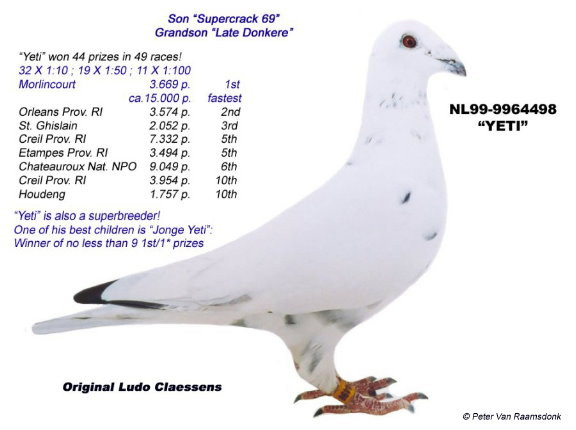 Son "Supercrack 69"
Grandson "Late Donkere"
"Yeti" won 44 prizes in 49 races!
32 X 1:10 ; 19 X 1:50 ; 11 X 1:100
Morlincourt 3.669 p. 1st
ca.15.000 p. fastest
Orleans Prov. RI 3.574 p. 2nd
St. Ghislain 2.052 p. 3rd
Creil Prov. RI 7.332 p. 5th
Etampes Prov. RI 3.494 p. 5th
Chateauroux Nat. NPO 9.049 p. 6th
Creil Prov. RI 3.954 p. 10th
Houdeng 1.757 p. 10th
"Yeti" is also a superbreeder!
One of his best children is "Jonge Yeti":
Winner of no less than 9 1st/1* prizes
NL99-9964498
"YETI"
Original Ludo Claessens
© Peter Van Raamsdonk